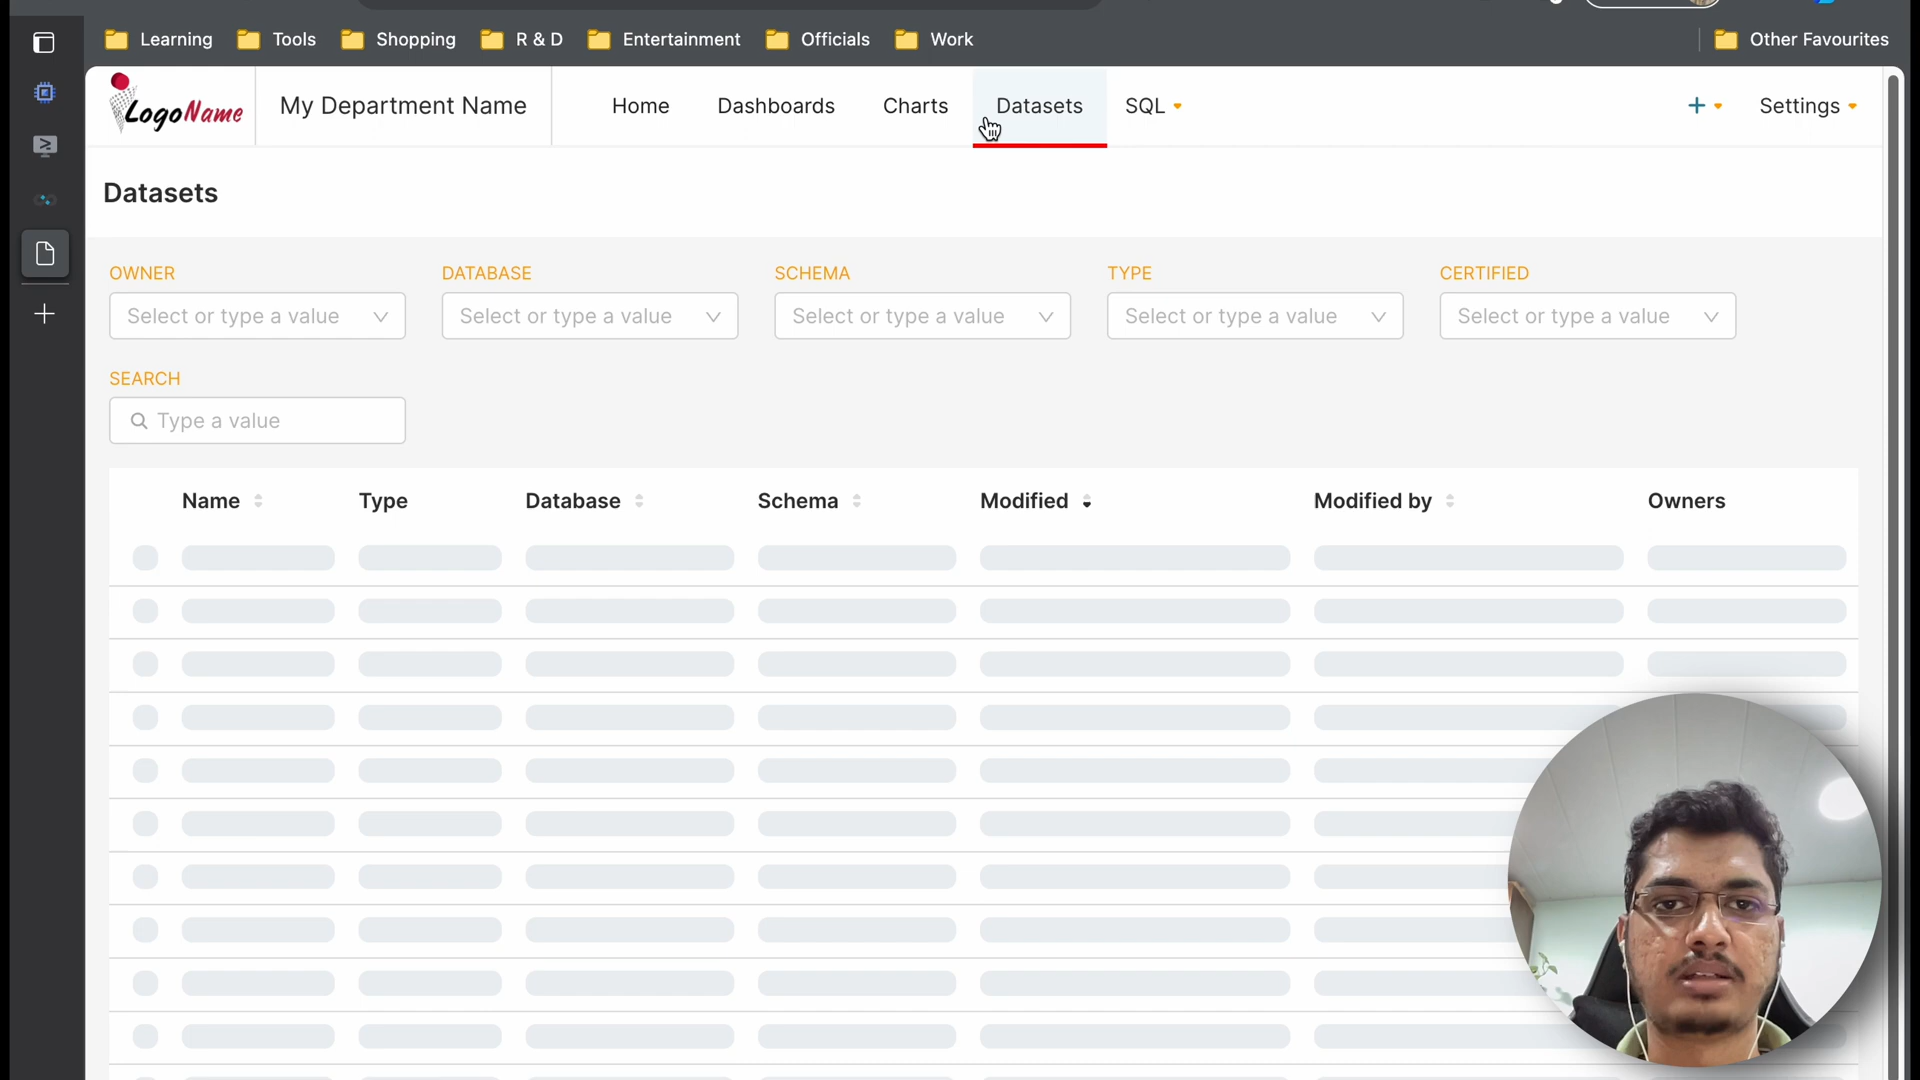 Learning Tools Shopping R & D Entertainment Officials Work Other Favourites
LogoName My Department Name Home Dashboards Charts Datasets SQL + Settings
Datasets
OWNER DATABASE SCHEMA TYPE CERTIFIED
Select or type a value Select or type a value Select or type a value Select or type a value Select or type a value
SEARCH
Type a value
Name Type Database Schema Modified Modified by Owners